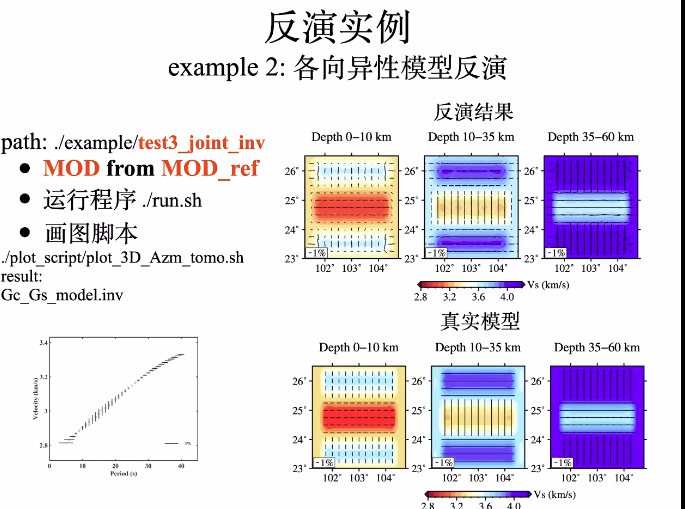 反演实例
example 2: 各向异性模型反演
path: ./example/test3_joint_inv
• MOD from MOD_ref
• 运行程序 ./run.sh
• 画图脚本
./plot_script/plot_3D_Azm_tomo.sh
result:
Gc_Gs_model.inv
反演结果
Depth 0−10 km Depth 10−35 km Depth 35−60 km
26° 26° 26°
25° 25° 25°
24° 24° 24°
-1% -1% -1%
23° 23° 23°
102° 103° 104° 102° 103° 104° 102° 103° 104°
Vs (km/s)
2.8 3.2 3.6 4.0
真实模型
Depth 0−10 km Depth 10−35 km Depth 35−60 km
26° 26° 26°
25° 25° 25°
24° 24° 24°
-1% -1% -1%
23° 23° 23°
102° 103° 104° 102° 103° 104° 102° 103° 104°
Vs (km/s)
2.8 3.2 3.6 4.0
3.4
3.2
3.0
2.8
Velocity (km/s)
0 10 20 30 40
Period (s)